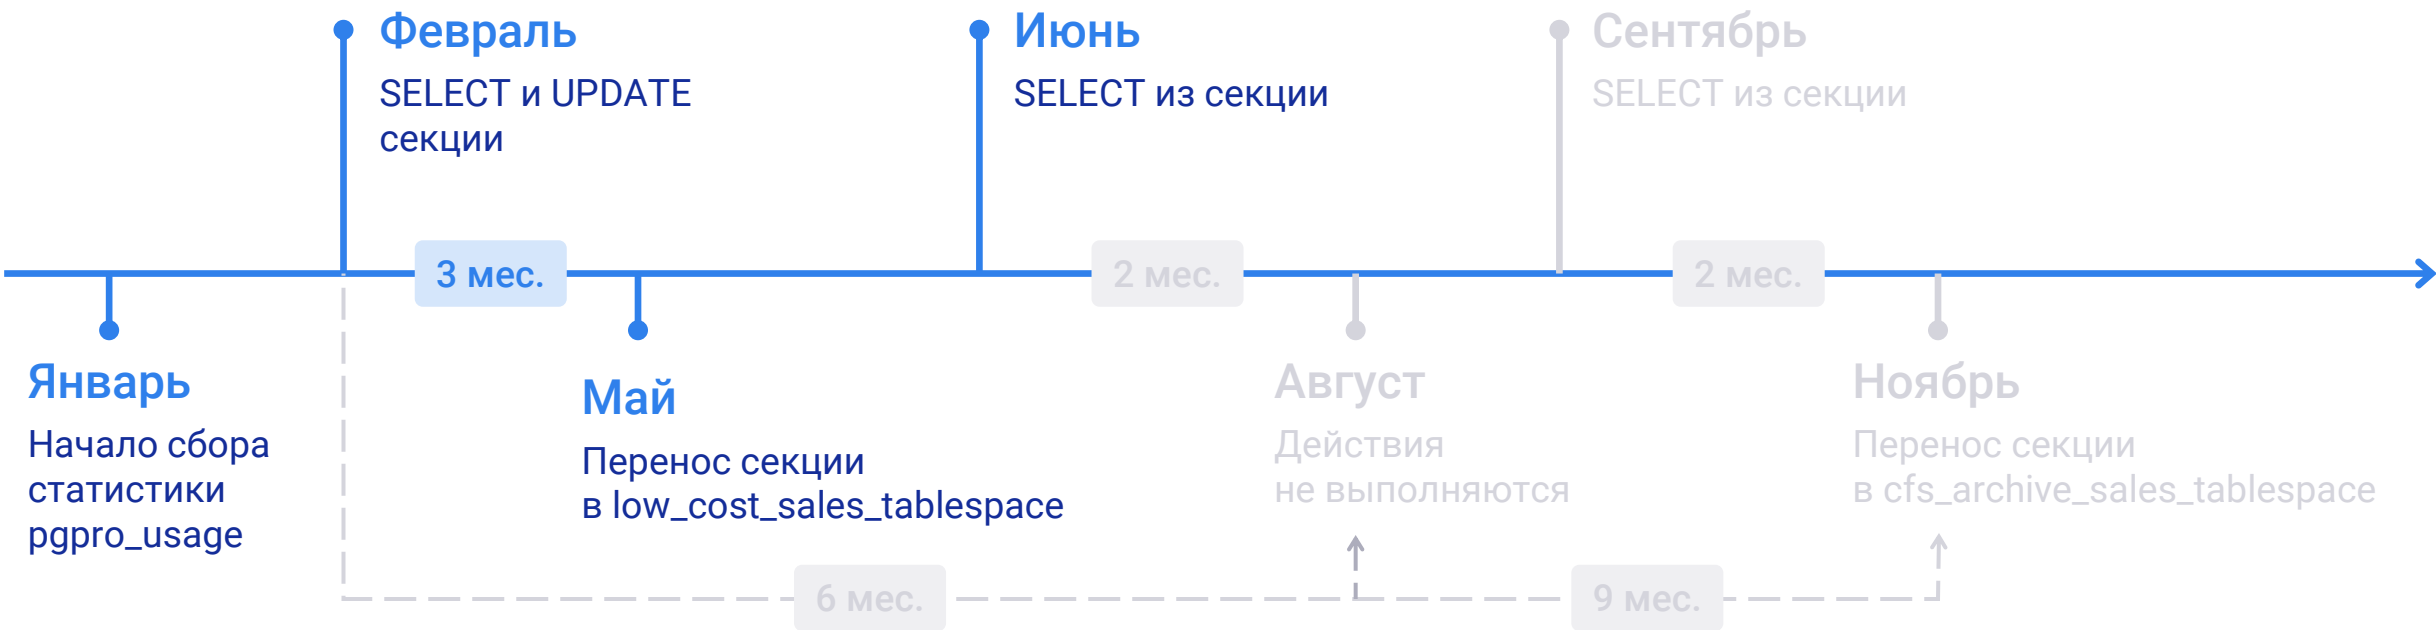 Февраль
SELECT и UPDATE
секции
Июнь
SELECT из секции
Сентябрь
SELECT из секции
3 мес.
2 мес.
2 мес.
Январь
Начало сбора
статистики
pgpro_usage
Май
Перенос секции
в low_cost_sales_tablespace
Август
Действия
не выполняются
Ноябрь
Перенос секции
в cfs_archive_sales_tablespace
6 мес.
9 мес.